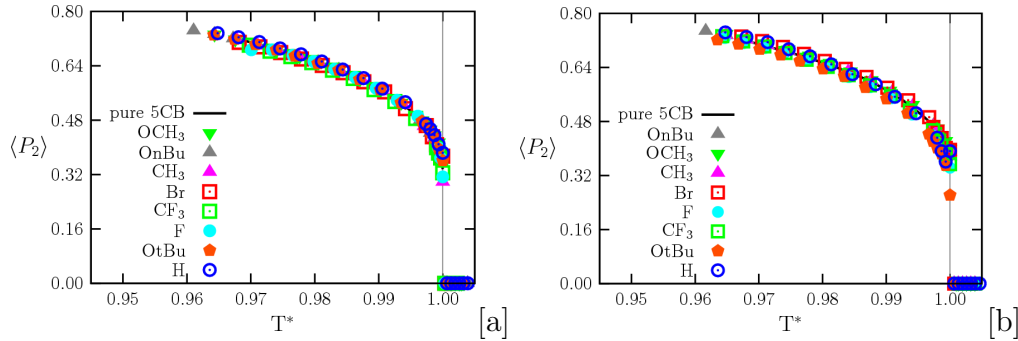 0.80
0.64
0.48
0.32
0.16
0.00
⟨P₂⟩
pure 5CB
OCH₃
OnBu
CH₃
Br
CF₃
F
OtBu
H
0.95 0.96 0.97 0.98 0.99 1.00
T*
[a]
0.80
0.64
0.48
0.32
0.16
0.00
⟨P₂⟩
pure 5CB
OnBu
OCH₃
CH₃
Br
F
CF₃
OtBu
H
0.95 0.96 0.97 0.98 0.99 1.00
T*
[b]